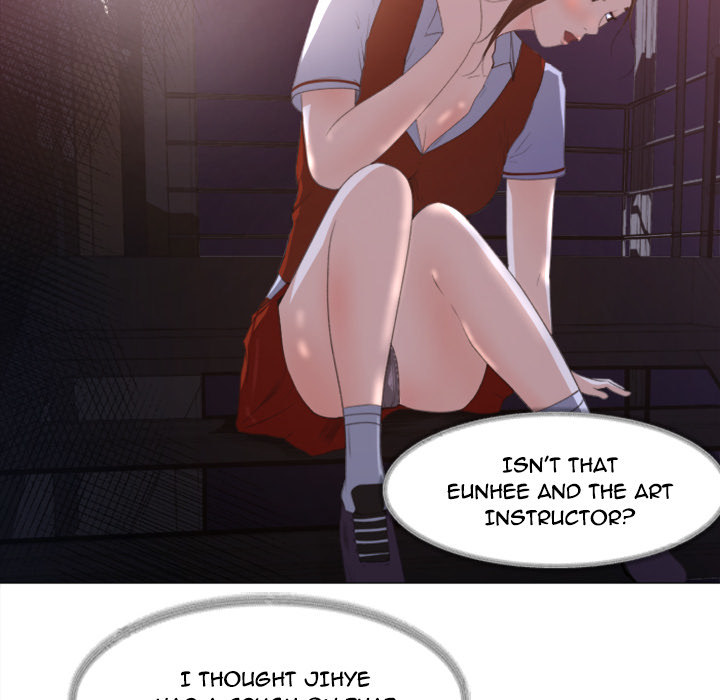 ISN'T THAT
EUNHEE AND THE ART
INSTRUCTOR?
I THOUGHT JIHYE